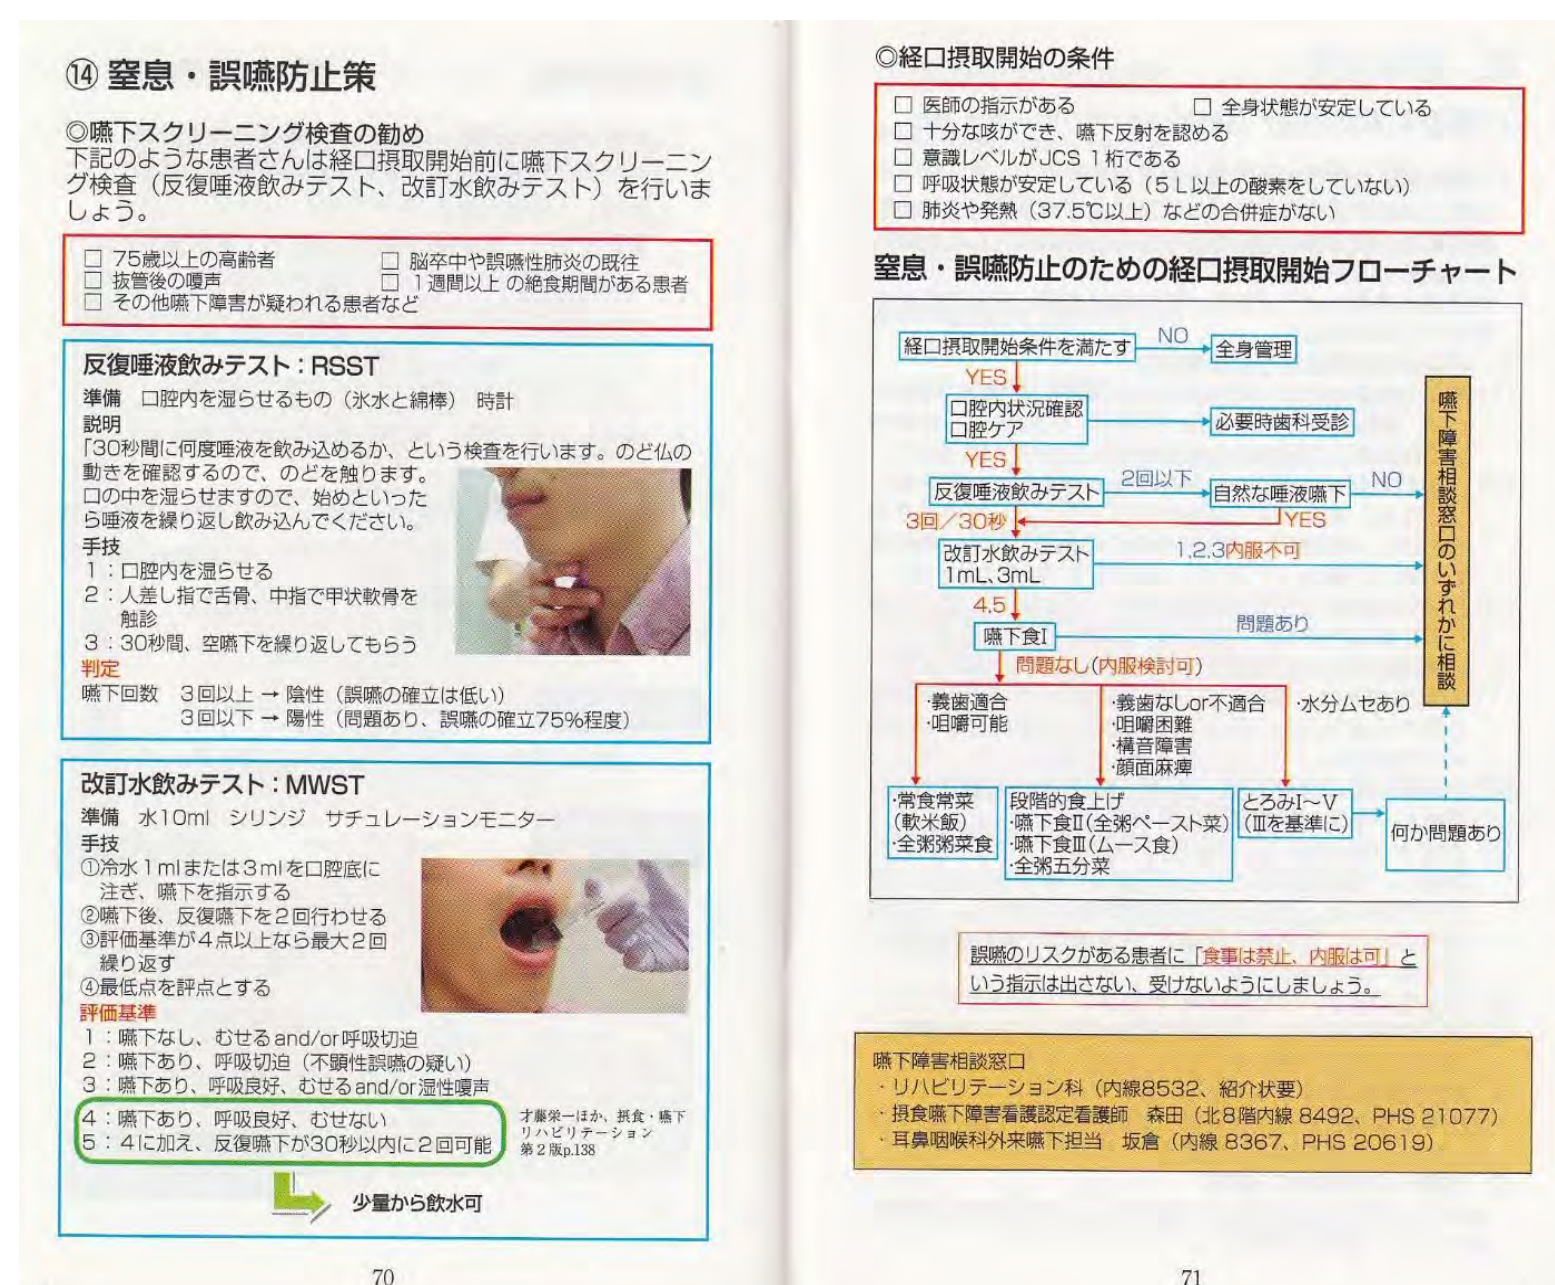 ⑭ 窒息・誤嚥防止策
◎嚥下スクリーニング検査の勧め
下記のような患者さんは経口摂取開始前に嚥下スクリーニン
グ検査（反復唾液飲みテスト、改訂水飲みテスト）を行いま
しょう。
□ 75歳以上の高齢者 □ 脳卒中や誤嚥性肺炎の既往
□ 抜管後の嗄声 □ 1週間以上 の絶食期間がある患者
□ その他嚥下障害が疑われる患者など
反復唾液飲みテスト：RSST
準備 口腔内を湿らせるもの（氷水と綿棒） 時計
説明
「30秒間に何度唾液を飲み込めるか、という検査を行います。のど仏の
動きを確認するので、のどを触ります。
口の中を湿らせますので、始めといった
ら唾液を繰り返し飲み込んでください。
手技
1：口腔内を湿らせる
2：人差し指で舌骨、中指で甲状軟骨を
触診
3：30秒間、空嚥下を繰り返してもらう
判定
嚥下回数 3回以上 → 陰性（誤嚥の確立は低い）
3回以下 → 陽性（問題あり、誤嚥の確立75%程度）
改訂水飲みテスト：MWST
準備 水10ml シリンジ サチュレーションモニター
手技
①冷水1mlまたは3mlを口腔底に
注ぎ、嚥下を指示する
②嚥下後、反復嚥下を2回行わせる
③評価基準が4点以上なら最大2回
繰り返す
④最低点を評点とする
評価基準
1：嚥下なし、むせるand/or呼吸切迫
2：嚥下あり、呼吸切迫（不顕性誤嚥の疑い）
3：嚥下あり、呼吸良好、むせるand/or湿性嗄声
4：嚥下あり、呼吸良好、むせない
5：4に加え、反復嚥下が30秒以内に2回可能
才藤栄一ほか、摂食・嚥下
リハビリテーション
第2版p.138
少量から飲水可
70
◎経口摂取開始の条件
□ 医師の指示がある □ 全身状態が安定している
□ 十分な咳ができ、嚥下反射を認める
□ 意識レベルがJCS 1桁である
□ 呼吸状態が安定している（5L以上の酸素をしていない）
□ 肺炎や発熱（37.5℃以上）などの合併症がない
窒息・誤嚥防止のための経口摂取開始フローチャート
経口摂取開始条件を満たす
NO
全身管理
YES
口腔内状況確認
口腔ケア
必要時歯科受診
YES
反復唾液飲みテスト
2回以下
自然な唾液嚥下
NO
3回／30秒
YES
改訂水飲みテスト
1mL、3mL
1,2,3内服不可
4.5
嚥下食Ⅰ
問題あり
問題なし(内服検討可)
嚥下障害相談窓口のいずれかに相談
・義歯適合
・咀嚼可能
・義歯なしor不適合
・咀嚼困難
・構音障害
・顔面麻痺
・水分ムセあり
・常食常菜
(軟米飯)
・全粥粥菜食
段階的食上げ
・嚥下食Ⅱ(全粥ペースト菜)
・嚥下食Ⅲ(ムース食)
・全粥五分菜
とろみⅠ～Ⅴ
(Ⅲを基準に)
何か問題あり
誤嚥のリスクがある患者に「食事は禁止、内服は可」と
いう指示は出さない、受けないようにしましょう。
嚥下障害相談窓口
・リハビリテーション科（内線8532、紹介状要）
・摂食嚥下障害看護認定看護師 森田（北8階内線 8492、PHS 21077）
・耳鼻咽喉科外来嚥下担当 坂倉（内線 8367、PHS 20619）
71